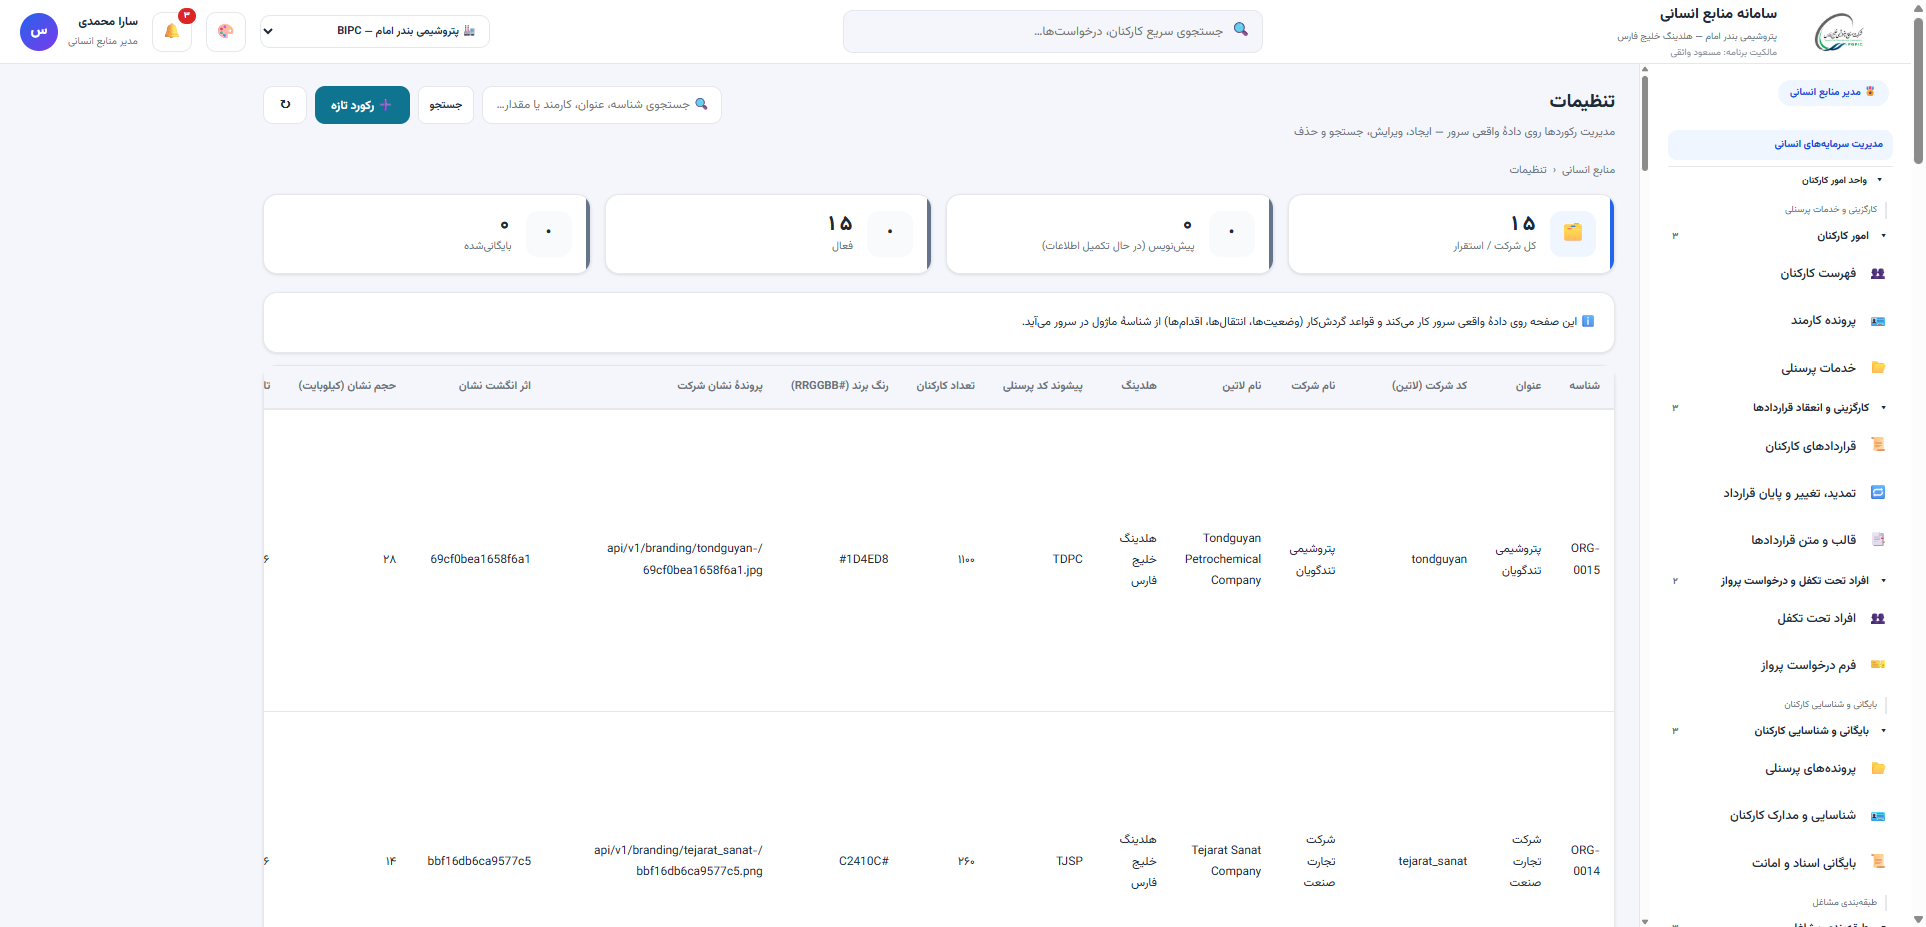 سامانه منابع انسانی
پتروشیمی بندر امام — هلدینگ خلیج فارس
مالکیت برنامه: مسعود واثقی
جستجوی سریع کارکنان، درخواست‌ها...
پتروشیمی بندر امام — BIPC
۳
سارا محمدی
مدیر منابع انسانی
س
مدیر منابع انسانی
مدیریت سرمایه‌های انسانی
واحد امور کارکنان
کارگزینی و خدمات پرسنلی
امور کارکنان ۳
فهرست کارکنان
پرونده کارمند
خدمات پرسنلی
کارگزینی و انعقاد قراردادها ۳
قراردادهای کارکنان
تمدید، تغییر و پایان قرارداد
قالب و متن قراردادها
افراد تحت تکفل و درخواست پرواز ۲
افراد تحت تکفل
فرم درخواست پرواز
بایگانی و شناسایی کارکنان
بایگانی و شناسایی کارکنان ۳
پرونده‌های پرسنلی
شناسایی و مدارک کارکنان
بایگانی اسناد و امانت
طبقه‌بندی مشاغل
تنظیمات
مدیریت رکوردها روی دادهٔ واقعی سرور — ایجاد، ویرایش، جستجو و حذف
جستجوی شناسه، عنوان، کارمند یا مقدار...
جستجو
رکورد تازه
منابع انسانی › تنظیمات
۱۵
کل شرکت / استقرار
۰
پیش‌نویس (در حال تکمیل اطلاعات)
۱۵
فعال
۰
بایگانی‌شده
این صفحه روی دادهٔ واقعی سرور کار می‌کند و قواعد گردش‌کار (وضعیت‌ها، انتقال‌ها، اقدام‌ها) از شناسهٔ ماژول در سرور می‌آید.
شناسه عنوان کد شرکت (لاتین) نام شرکت نام لاتین هلدینگ پیشوند کد پرسنلی تعداد کارکنان رنگ برند (#RRGGBB) پروندهٔ نشان شرکت اثر انگشت نشان حجم نشان (کیلوبایت) تا
ORG-
0015
پتروشیمی
تندگویان
tondguyan
پتروشیمی
تندگویان
Tondguyan
Petrochemical
Company
هلدینگ
خلیج
فارس
TDPC
۱۱۰۰
#1D4ED8
api/v1/branding/tondguyan-/
69cf0bea1658f6a1.jpg
69cf0bea1658f6a1
۲۸
۶
ORG-
0014
شرکت
تجارت
صنعت
tejarat_sanat
شرکت
تجارت
صنعت
Tejarat Sanat
Company
هلدینگ
خلیج
فارس
TJSP
۲۶۰
C2410C#
api/v1/branding/tejarat_sanat-/
bbf16db6ca9577c5.png
bbf16db6ca9577c5
۱۴
۶